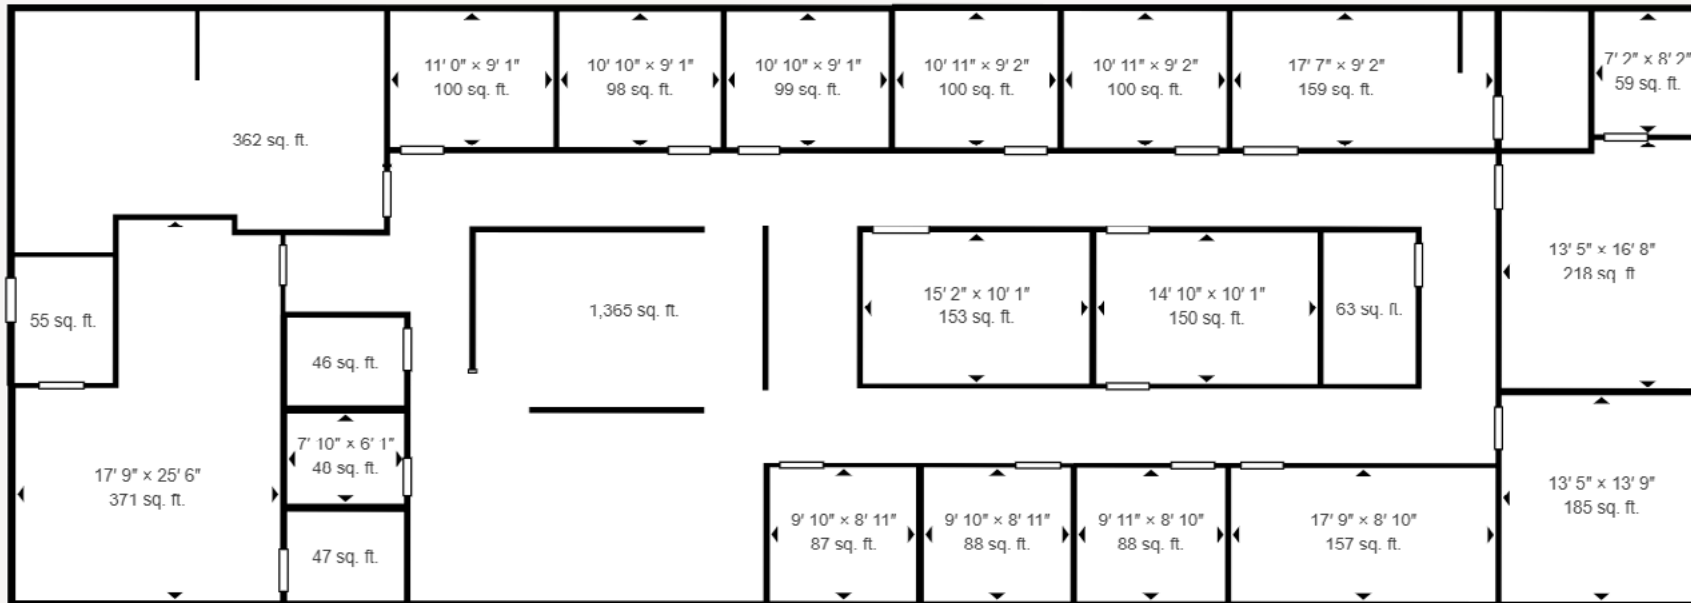 11' 0" × 9' 1"
100 sq. ft.
10' 10" × 9' 1"
98 sq. ft.
10' 10" × 9' 1"
99 sq. ft.
10' 11" × 9' 2"
100 sq. ft.
10' 11" × 9' 2"
100 sq. ft.
17' 7" × 9' 2"
159 sq. ft.
7' 2" × 8' 2"
59 sq. ft.
362 sq. ft.
13' 5" × 16' 8"
218 sq. ft
55 sq. ft.
1,365 sq. ft.
15' 2" × 10' 1"
153 sq. ft.
14' 10" × 10' 1"
150 sq. ft.
63 sq. ft.
46 sq. ft.
7' 10" × 6' 1"
48 sq. ft.
17' 9" × 25' 6"
371 sq. ft.
47 sq. ft.
9' 10" × 8' 11"
87 sq. ft.
9' 10" × 8' 11"
88 sq. ft.
9' 11" × 8' 10"
88 sq. ft.
17' 9" × 8' 10"
157 sq. ft.
13' 5" × 13' 9"
185 sq. ft.